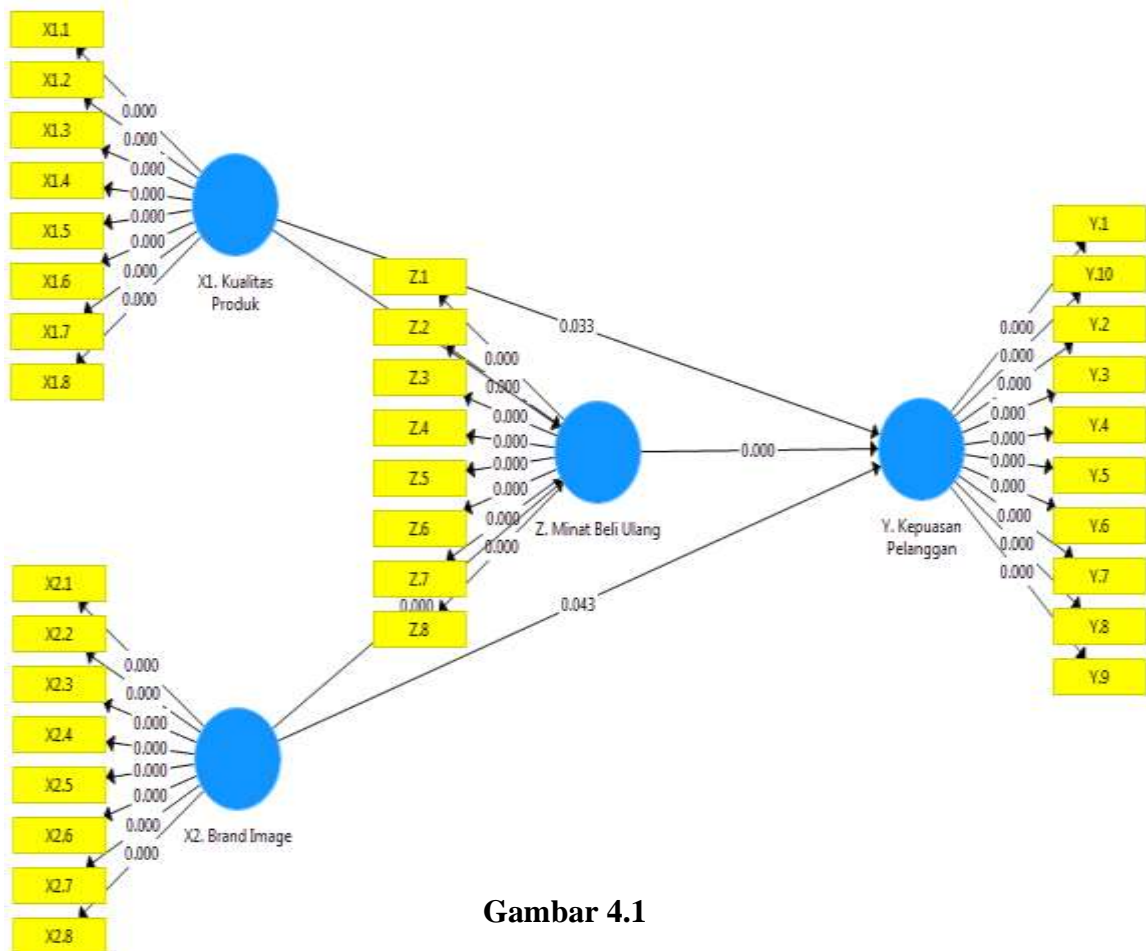 X1.1
X1.2
X1.3
X1.4
X1.5
X1.6
X1.7
X1.8
0.000
0.000
0.000
0.000
0.000
0.000
0.000
0.000
X1. Kualitas
Produk
Z.1
Z.2
Z.3
Z.4
Z.5
Z.6
Z.7
Z.8
0.000
0.000
0.000
0.000
0.000
0.000
0.000
0.000
0.000
Z. Minat Beli Ulang
0.033
0.000
0.043
Y.1
Y.10
Y.2
Y.3
Y.4
Y.5
Y.6
Y.7
Y.8
Y.9
0.000
0.000
0.000
0.000
0.000
0.000
0.000
0.000
0.000
0.000
Y. Kepuasan
Pelanggan
X2.1
X2.2
X2.3
X2.4
X2.5
X2.6
X2.7
X2.8
0.000
0.000
0.000
0.000
0.000
0.000
0.000
0.000
X2. Brand Image
Gambar 4.1